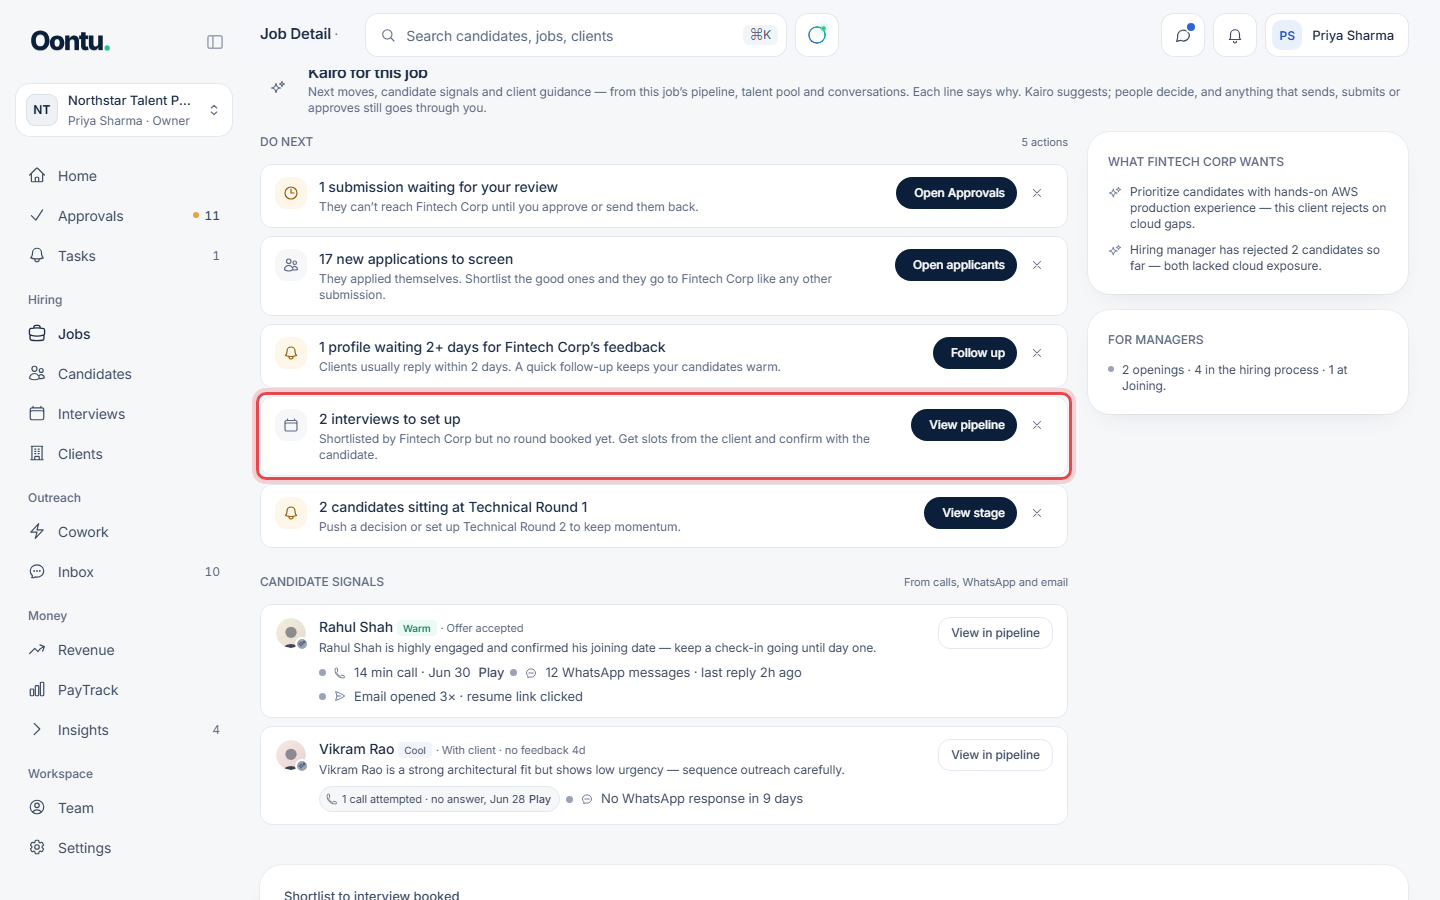 Oontu.
NT
Northstar Talent P...
Priya Sharma · Owner
Home
Approvals
11
Tasks
1
Hiring
Jobs
Candidates
Interviews
Clients
Outreach
Cowork
Inbox
10
Money
Revenue
PayTrack
Insights
4
Workspace
Team
Settings
Job Detail ·
Search candidates, jobs, clients
⌘K
PS
Priya Sharma
Kairo for this job
Next moves, candidate signals and client guidance — from this job’s pipeline, talent pool and conversations. Each line says why. Kairo suggests; people decide, and anything that sends, submits or
approves still goes through you.
DO NEXT
5 actions
1 submission waiting for your review
They can’t reach Fintech Corp until you approve or send them back.
Open Approvals
17 new applications to screen
They applied themselves. Shortlist the good ones and they go to Fintech Corp like any other
submission.
Open applicants
1 profile waiting 2+ days for Fintech Corp’s feedback
Clients usually reply within 2 days. A quick follow-up keeps your candidates warm.
Follow up
2 interviews to set up
Shortlisted by Fintech Corp but no round booked yet. Get slots from the client and confirm with the
candidate.
View pipeline
2 candidates sitting at Technical Round 1
Push a decision or set up Technical Round 2 to keep momentum.
View stage
CANDIDATE SIGNALS
From calls, WhatsApp and email
Rahul Shah Warm · Offer accepted
Rahul Shah is highly engaged and confirmed his joining date — keep a check-in going until day one.
14 min call · Jun 30 Play
12 WhatsApp messages · last reply 2h ago
Email opened 3× · resume link clicked
View in pipeline
Vikram Rao Cool · With client · no feedback 4d
Vikram Rao is a strong architectural fit but shows low urgency — sequence outreach carefully.
1 call attempted · no answer, Jun 28 Play
No WhatsApp response in 9 days
View in pipeline
WHAT FINTECH CORP WANTS
Prioritize candidates with hands-on AWS
production experience — this client rejects on
cloud gaps.
Hiring manager has rejected 2 candidates so
far — both lacked cloud exposure.
FOR MANAGERS
2 openings · 4 in the hiring process · 1 at
Joining.
Shortlist to interview booked